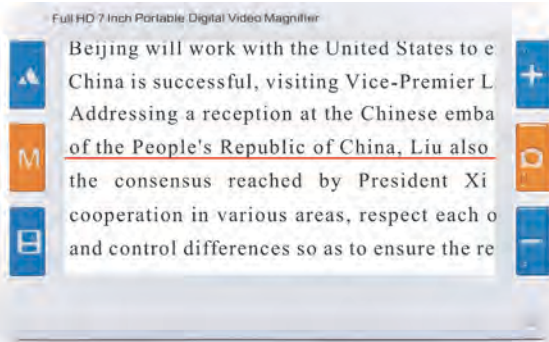 Full HD 7 Inch Portable Digital Video Magnifier
Beijing will work with the United States to e
China is successful, visiting Vice-Premier L
Addressing a reception at the Chinese emba
M
of the People's Republic of China, Liu also
the consensus reached by President Xi
cooperation in various areas, respect each o
and control differences so as to ensure the re